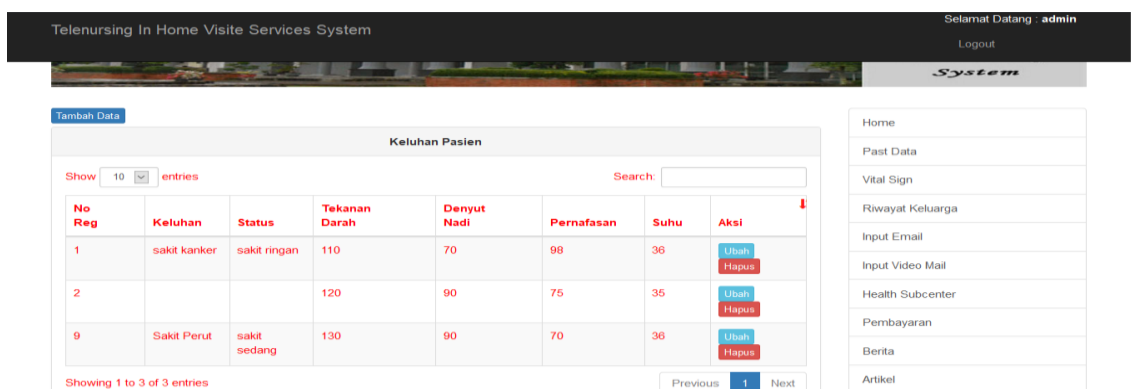 Telenursing In Home Visite Services System
Selamat Datang : admin
Logout
System
Tambah Data
Keluhan Pasien
Show 10 entries
Search:
No Reg Keluhan Status Tekanan Darah Denyut Nadi Pernafasan Suhu Aksi
1 sakit kanker sakit ringan 110 70 98 36 Ubah Hapus
2 120 90 75 35 Ubah Hapus
9 Sakit Perut sakit sedang 130 90 70 36 Ubah Hapus
Showing 1 to 3 of 3 entries
Previous 1 Next
Home
Past Data
Vital Sign
Riwayat Keluarga
Input Email
Input Video Mail
Health Subcenter
Pembayaran
Berita
Artikel